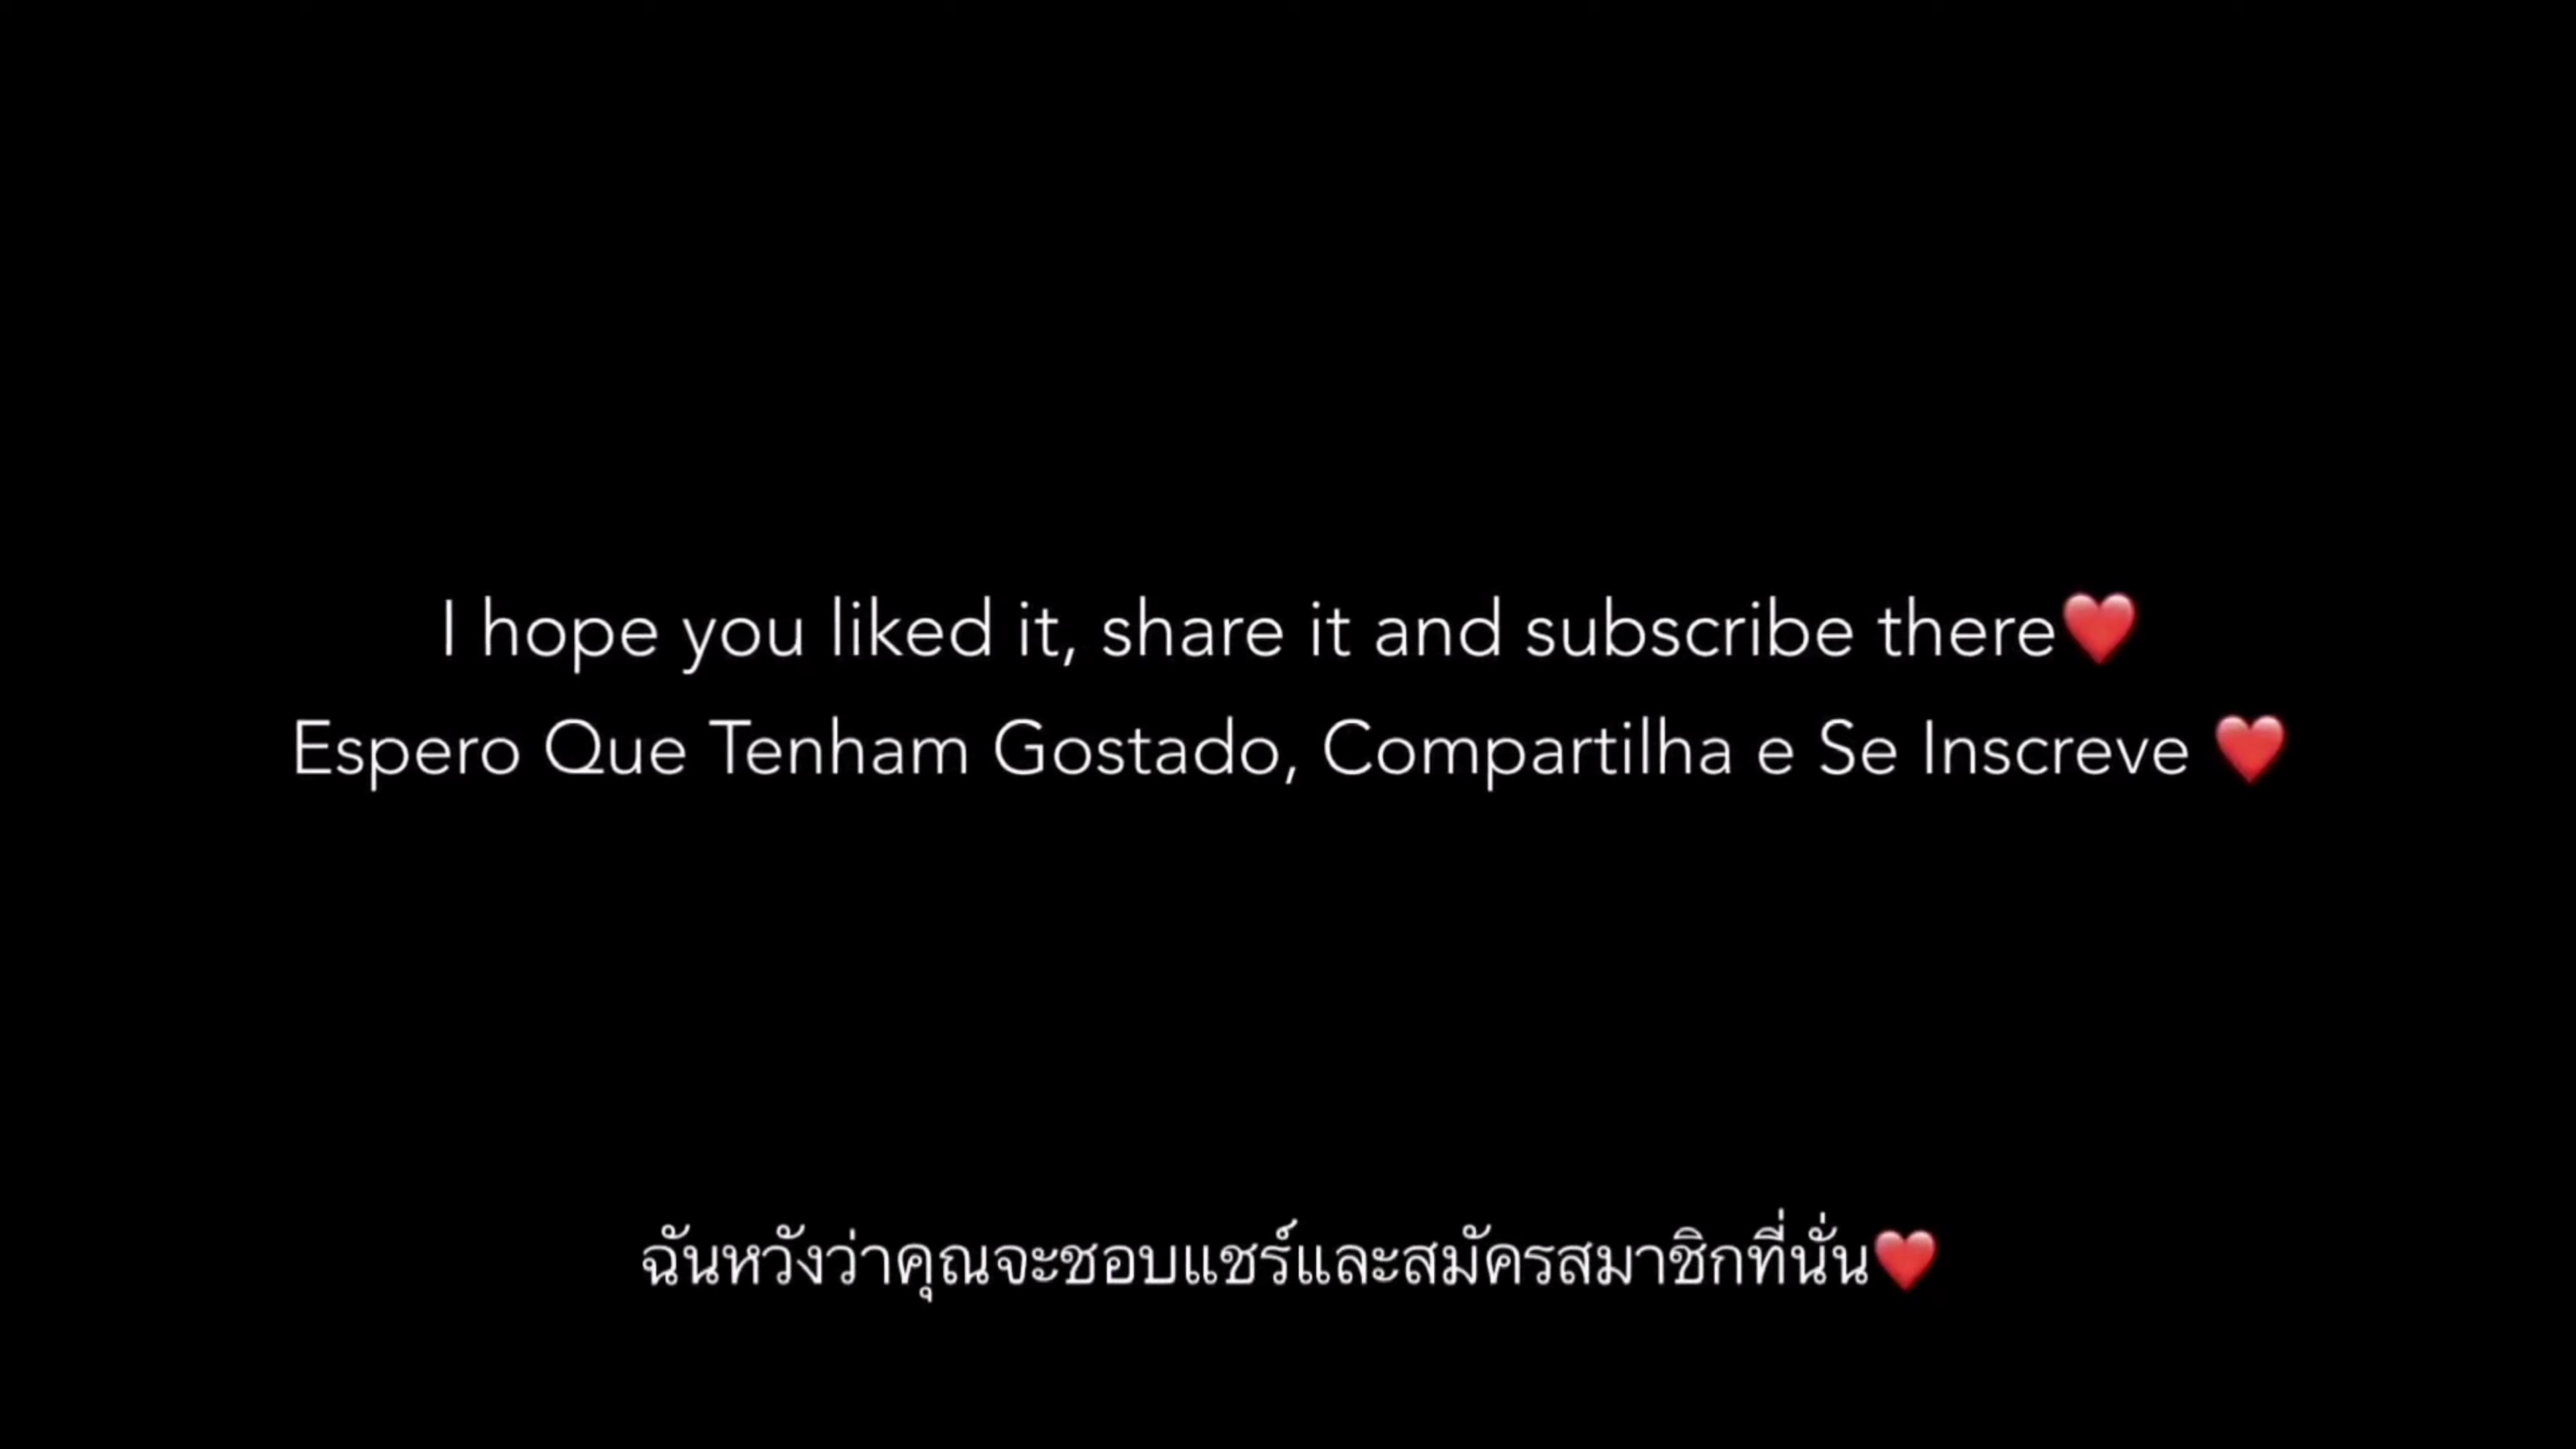 I hope you liked it, share it and subscribe there❤️
Espero Que Tenham Gostado, Compartilha e Se Inscreve ❤️
ฉันหวังว่าคุณจะชอบแชร์และสมัครสมาชิกที่นั่น❤️